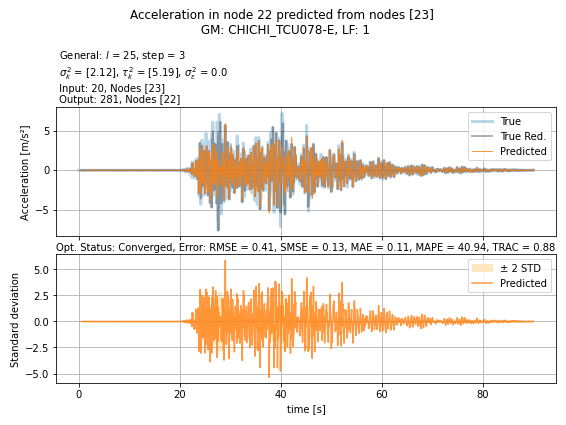 Acceleration in node 22 predicted from nodes [23]
GM: CHICHI_TCU078-E, LF: 1
General: l = 25, step = 3
σ²ₖ = [2.12], τ²ₖ = [5.19], σ²ε = 0.0
Input: 20, Nodes [23]
Output: 281, Nodes [22]
Acceleration [m/s²]
5
0
−5
True
True Red.
Predicted
Opt. Status: Converged, Error: RMSE = 0.41, SMSE = 0.13, MAE = 0.11, MAPE = 40.94, TRAC = 0.88
Standard deviation
5.0
2.5
0.0
−2.5
−5.0
± 2 STD
Predicted
0 20 40 60 80
time [s]